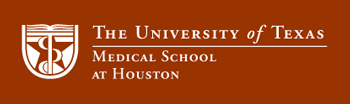 THE UNIVERSITY of TEXAS
MEDICAL SCHOOL
AT HOUSTON